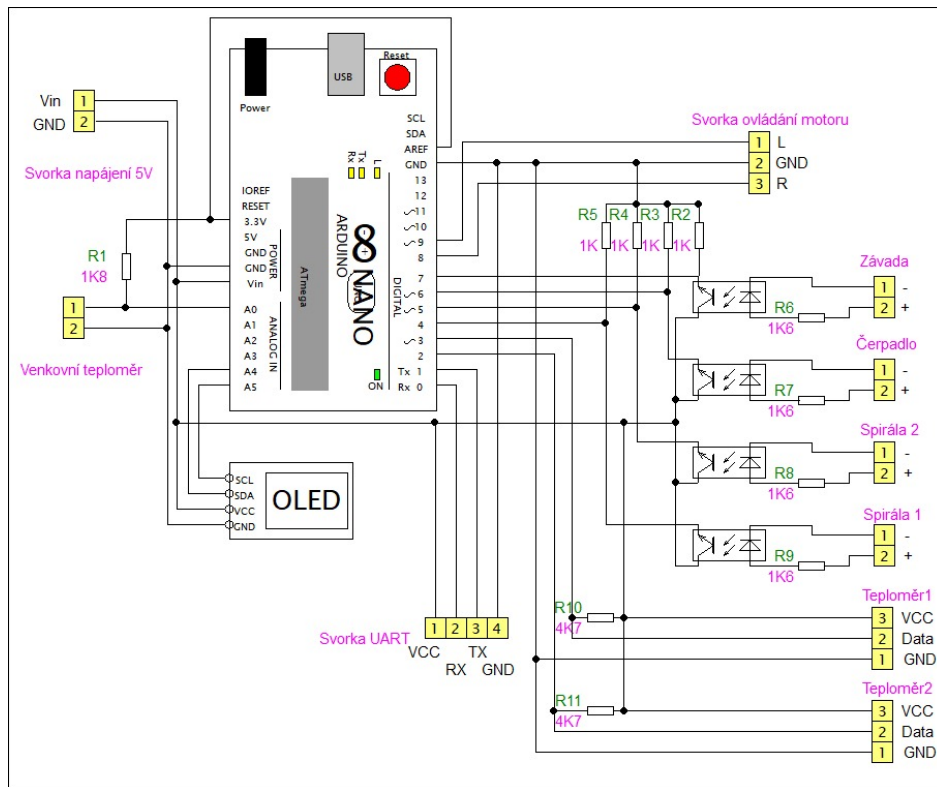 Vin 1
GND 2
Svorka napájení 5V
Power
USB
Reset
SCL
SDA
AREF
GND
13
12
11
10
9
8
7
6
5
4
3
2
Tx 1
Rx 0
Rx
Tx
L
IOREF
RESET
3.3V
5V
GND
GND
Vin
A0
A1
A2
A3
A4
A5
POWER
ANALOG IN
ATmega
ARDUINO
NANO
DIGITAL
ON
R1
1K8
1
2
Venkovní teploměr
SCL
SDA
VCC
GND
OLED
Svorka ovládání motoru
1 L
2 GND
3 R
R5 R4 R3 R2
1K 1K 1K 1K
Závada
1 -
2 +
R6
1K6
Čerpadlo
1 -
2 +
R7
1K6
Spirála 2
1 -
2 +
R8
1K6
Spirála 1
1 -
2 +
R9
1K6
Teploměr1
R10
4K7
3 VCC
2 Data
1 GND
Teploměr2
R11
4K7
3 VCC
2 Data
1 GND
Svorka UART
1 2 3 4
VCC TX
RX GND